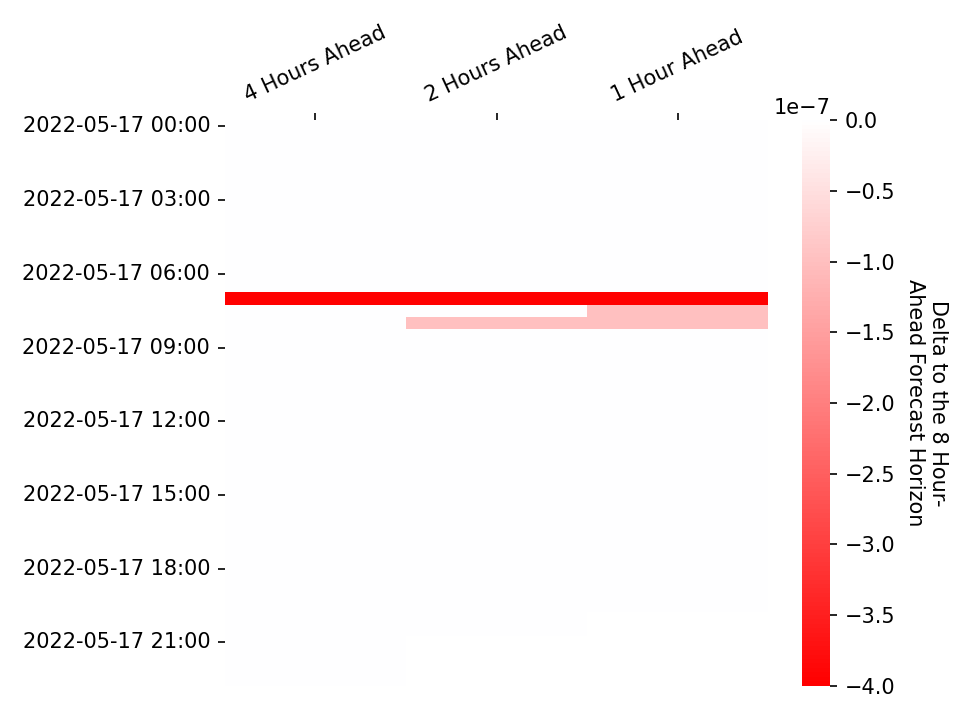 4 Hours Ahead
2 Hours Ahead
1 Hour Ahead
1e−7
2022-05-17 00:00
2022-05-17 03:00
2022-05-17 06:00
2022-05-17 09:00
2022-05-17 12:00
2022-05-17 15:00
2022-05-17 18:00
2022-05-17 21:00
0.0
−0.5
−1.0
−1.5
−2.0
−2.5
−3.0
−3.5
−4.0
Delta to the 8 Hour-
Ahead Forecast Horizon